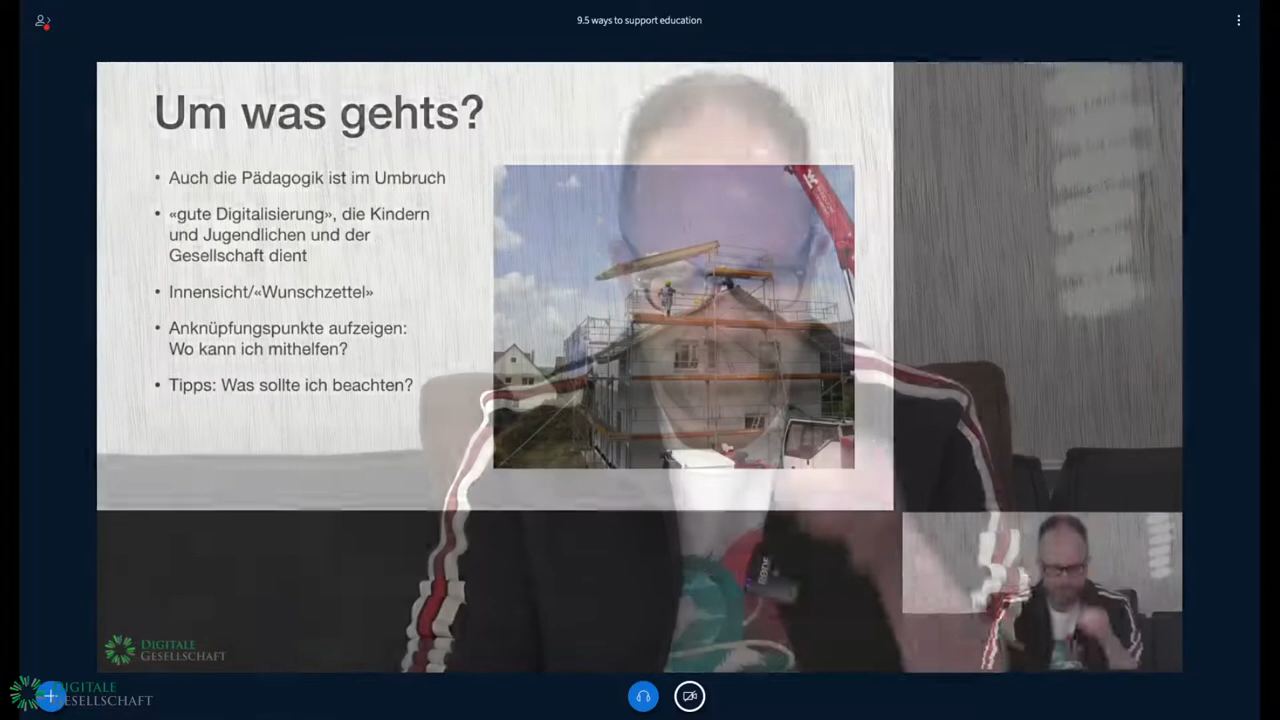 9.5 ways to support education
Um was gehts?
• Auch die Pädagogik ist im Umbruch
• «gute Digitalisierung», die Kindern
und Jugendlichen und der
Gesellschaft dient
• Innensicht/«Wunschzettel»
• Anknüpfungspunkte aufzeigen:
Wo kann ich mithelfen?
• Tipps: Was sollte ich beachten?
RODE
DIGITALE
GESELLSCHAFT
DIGITALE
GESELLSCHAFT